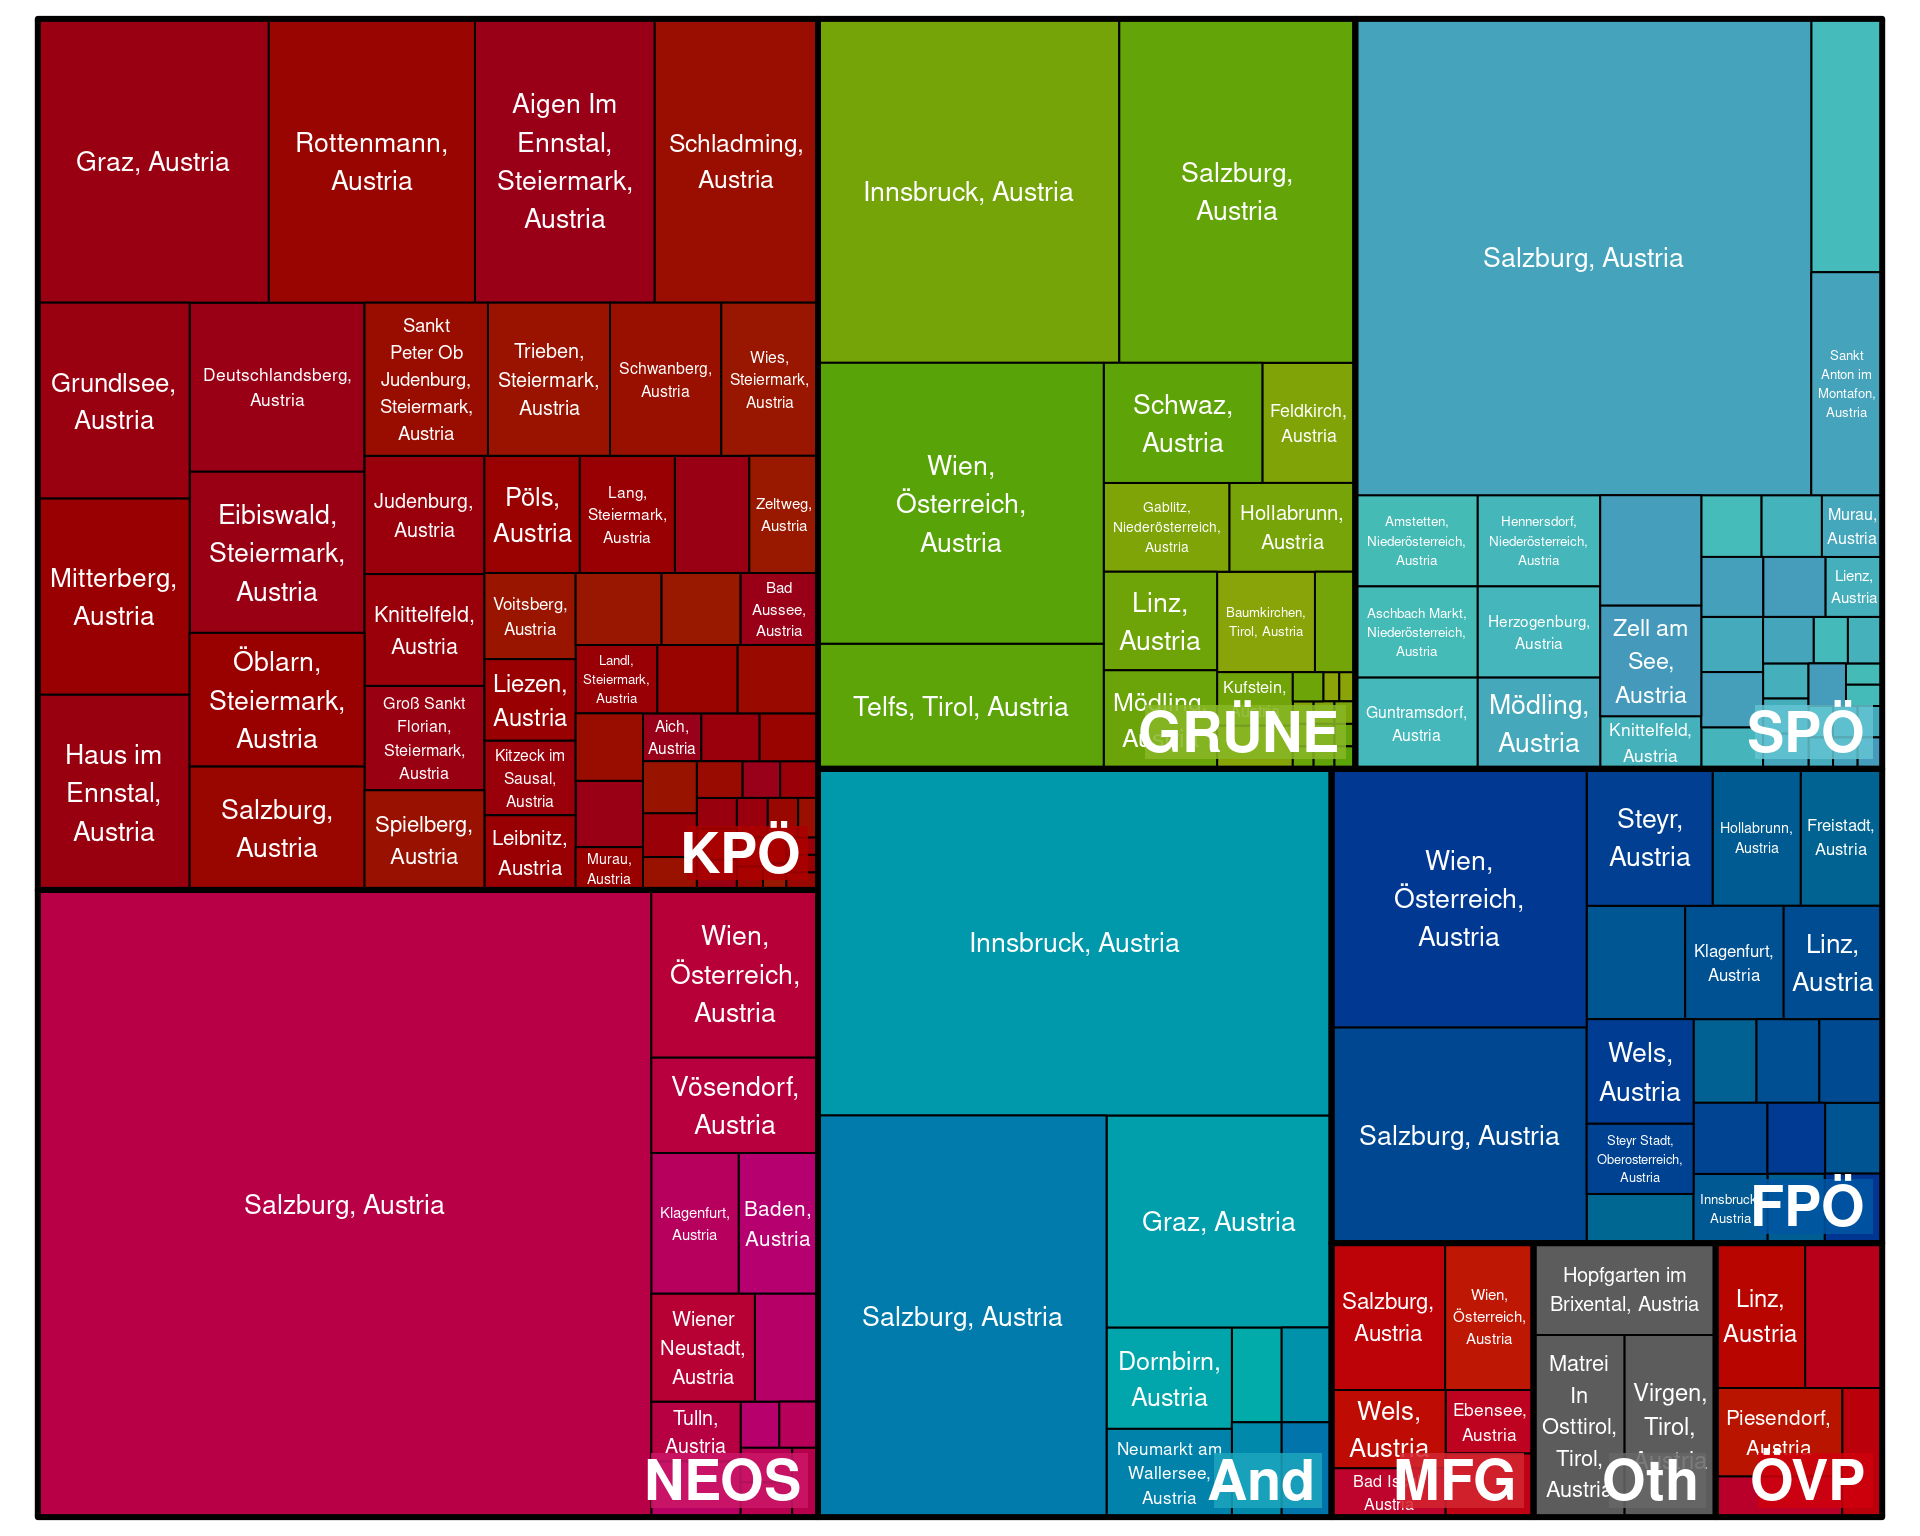 Graz, Austria
Rottenmann,
Austria
Aigen Im
Ennstal,
Steiermark,
Austria
Schladming,
Austria
Grundlsee,
Austria
Mitterberg,
Austria
Haus im
Ennstal,
Austria
Deutschlandsberg,
Austria
Eibiswald,
Steiermark,
Austria
Öblarn,
Steiermark,
Austria
Salzburg,
Austria
Sankt
Peter Ob
Judenburg,
Steiermark,
Austria
Trieben,
Steiermark,
Austria
Schwanberg,
Austria
Wies,
Steiermark,
Austria
Judenburg,
Austria
Knittelfeld,
Austria
Groß Sankt
Florian,
Steiermark,
Austria
Spielberg,
Austria
Pöls,
Austria
Lang,
Steiermark,
Austria
Zeltweg,
Austria
Voitsberg,
Austria
Bad
Aussee,
Austria
Liezen,
Austria
Landl,
Steiermark,
Austria
Kitzeck im
Sausal,
Austria
Aich,
Austria
Leibnitz,
Austria
Murau,
Austria
KPÖ
Innsbruck, Austria
Salzburg,
Austria
Wien,
Österreich,
Austria
Telfs, Tirol, Austria
Schwaz,
Austria
Feldkirch,
Austria
Gablitz,
Niederösterreich,
Austria
Hollabrunn,
Austria
Linz,
Austria
Baumkirchen,
Tirol, Austria
Mödling,
Austria
Kufstein,
Austria
GRÜNE
Salzburg, Austria
Sankt
Anton im
Montafon,
Austria
Amstetten,
Niederösterreich,
Austria
Hennersdorf,
Niederösterreich,
Austria
Aschbach Markt,
Niederösterreich,
Austria
Herzogenburg,
Austria
Guntramsdorf,
Austria
Mödling,
Austria
Zell am
See,
Austria
Knittelfeld,
Austria
Murau,
Austria
Lienz,
Austria
SPÖ
Salzburg, Austria
Wien,
Österreich,
Austria
Vösendorf,
Austria
Klagenfurt,
Austria
Baden,
Austria
Wiener
Neustadt,
Austria
Tulln,
Austria
NEOS
Innsbruck, Austria
Salzburg, Austria
Graz, Austria
Dornbirn,
Austria
Neumarkt am
Wallersee,
Austria
And
Wien,
Österreich,
Austria
Salzburg, Austria
Steyr,
Austria
Hollabrunn,
Austria
Freistadt,
Austria
Klagenfurt,
Austria
Linz,
Austria
Wels,
Austria
Steyr Stadt,
Oberosterreich,
Austria
Innsbruck,
Austria
FPÖ
Salzburg,
Austria
Wien,
Österreich,
Austria
Wels,
Austria
Ebensee,
Austria
Bad
Austria
MFG
Hopfgarten im
Brixental, Austria
Matrei
In
Osttirol,
Tirol,
Austria
Virgen,
Tirol,
Austria
Oth
Linz,
Austria
Piesendorf,
Austria
ÖVP